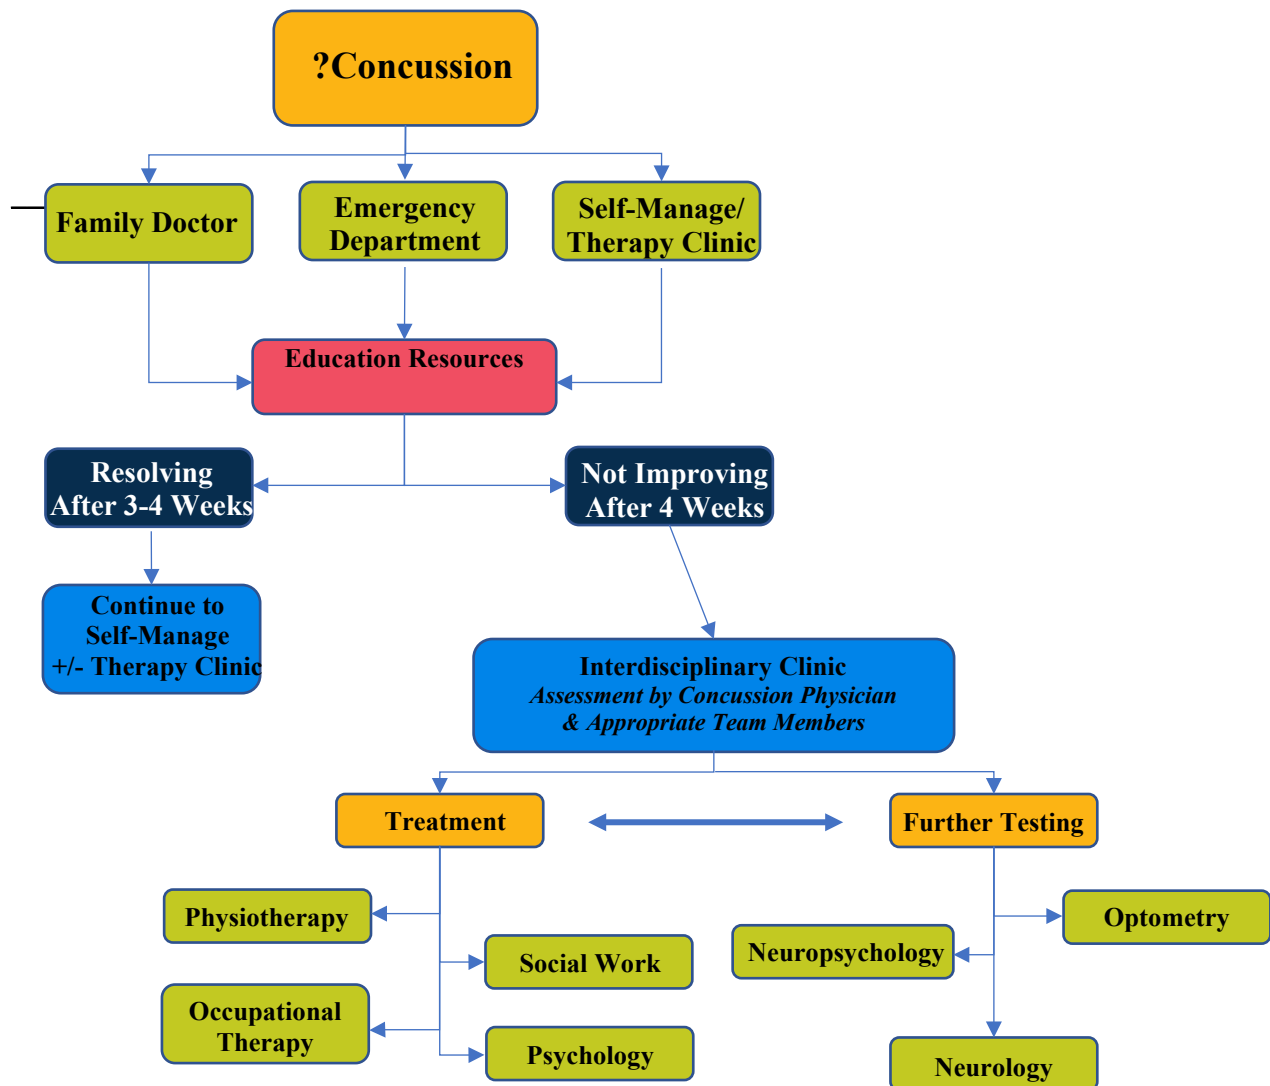 ?Concussion
Family Doctor
Emergency
Department
Self-Manage/
Therapy Clinic
Education Resources
Resolving
After 3-4 Weeks
Not Improving
After 4 Weeks
Continue to
Self-Manage
+/- Therapy Clinic
Interdisciplinary Clinic
Assessment by Concussion Physician
& Appropriate Team Members
Treatment
Further Testing
Physiotherapy
Social Work
Occupational
Therapy
Psychology
Optometry
Neuropsychology
Neurology